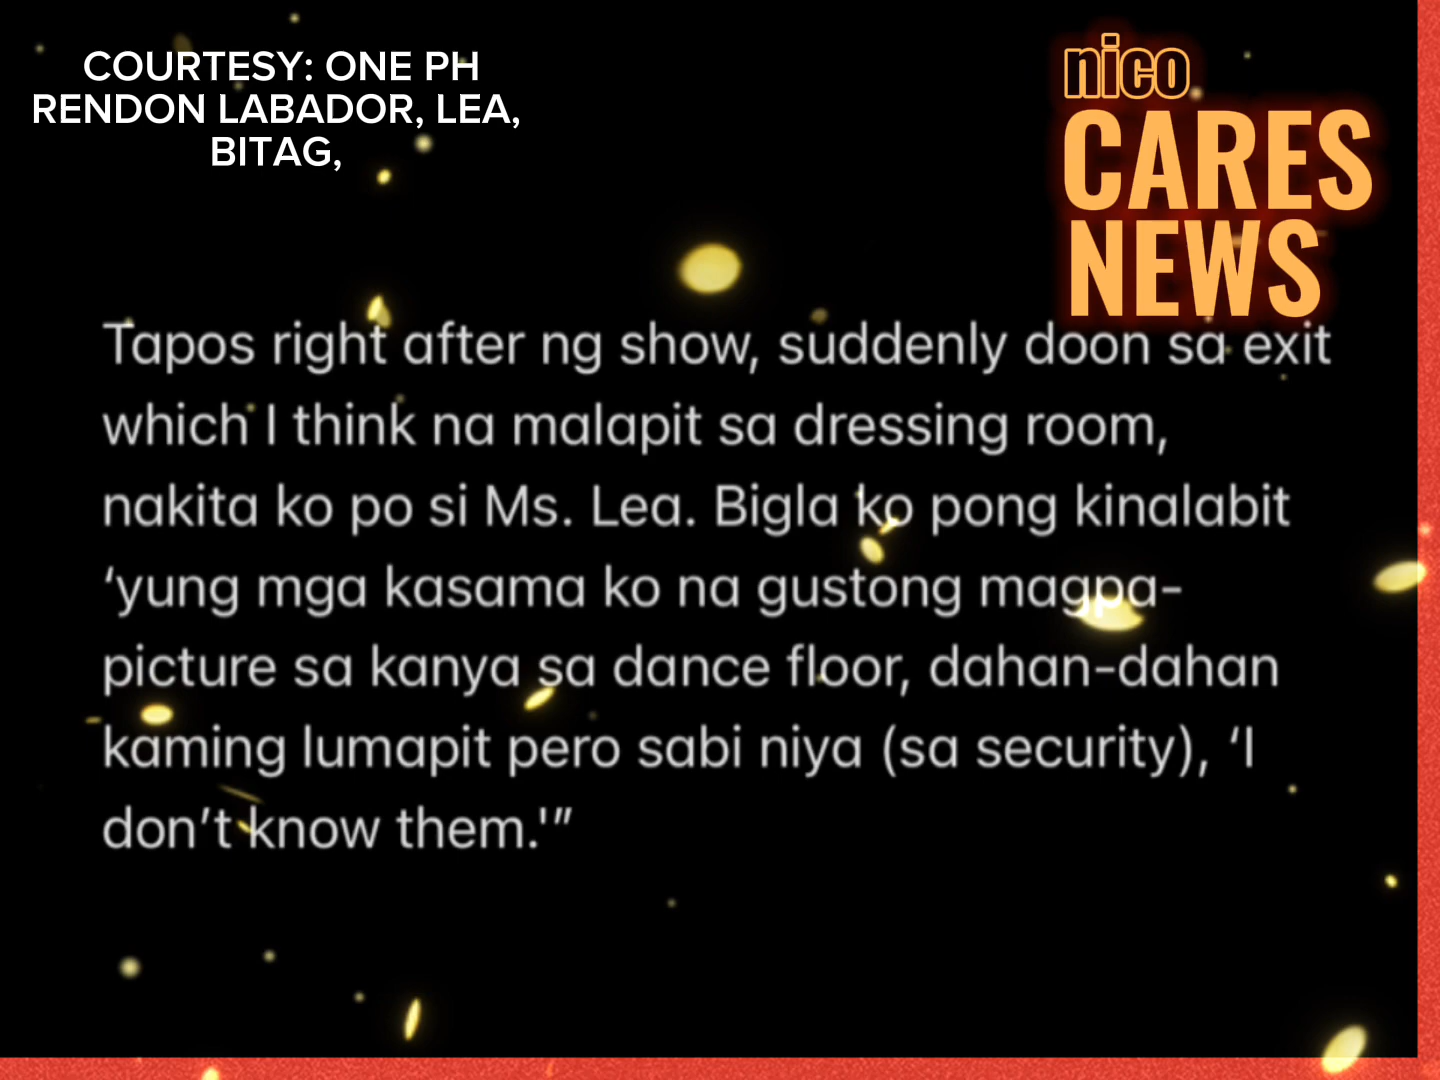 COURTESY: ONE PH
RENDON LABADOR, LEA,
BITAG,
nico
CARES
NEWS
Tapos right after ng show, suddenly doon sa exit
which I think na malapit sa dressing room,
nakita ko po si Ms. Lea. Bigla ko pong kinalabit
‘yung mga kasama ko na gustong magpa-
picture sa kanya sa dance floor, dahan-dahan
kaming lumapit pero sabi niya (sa security), ‘I
don’t know them.'”